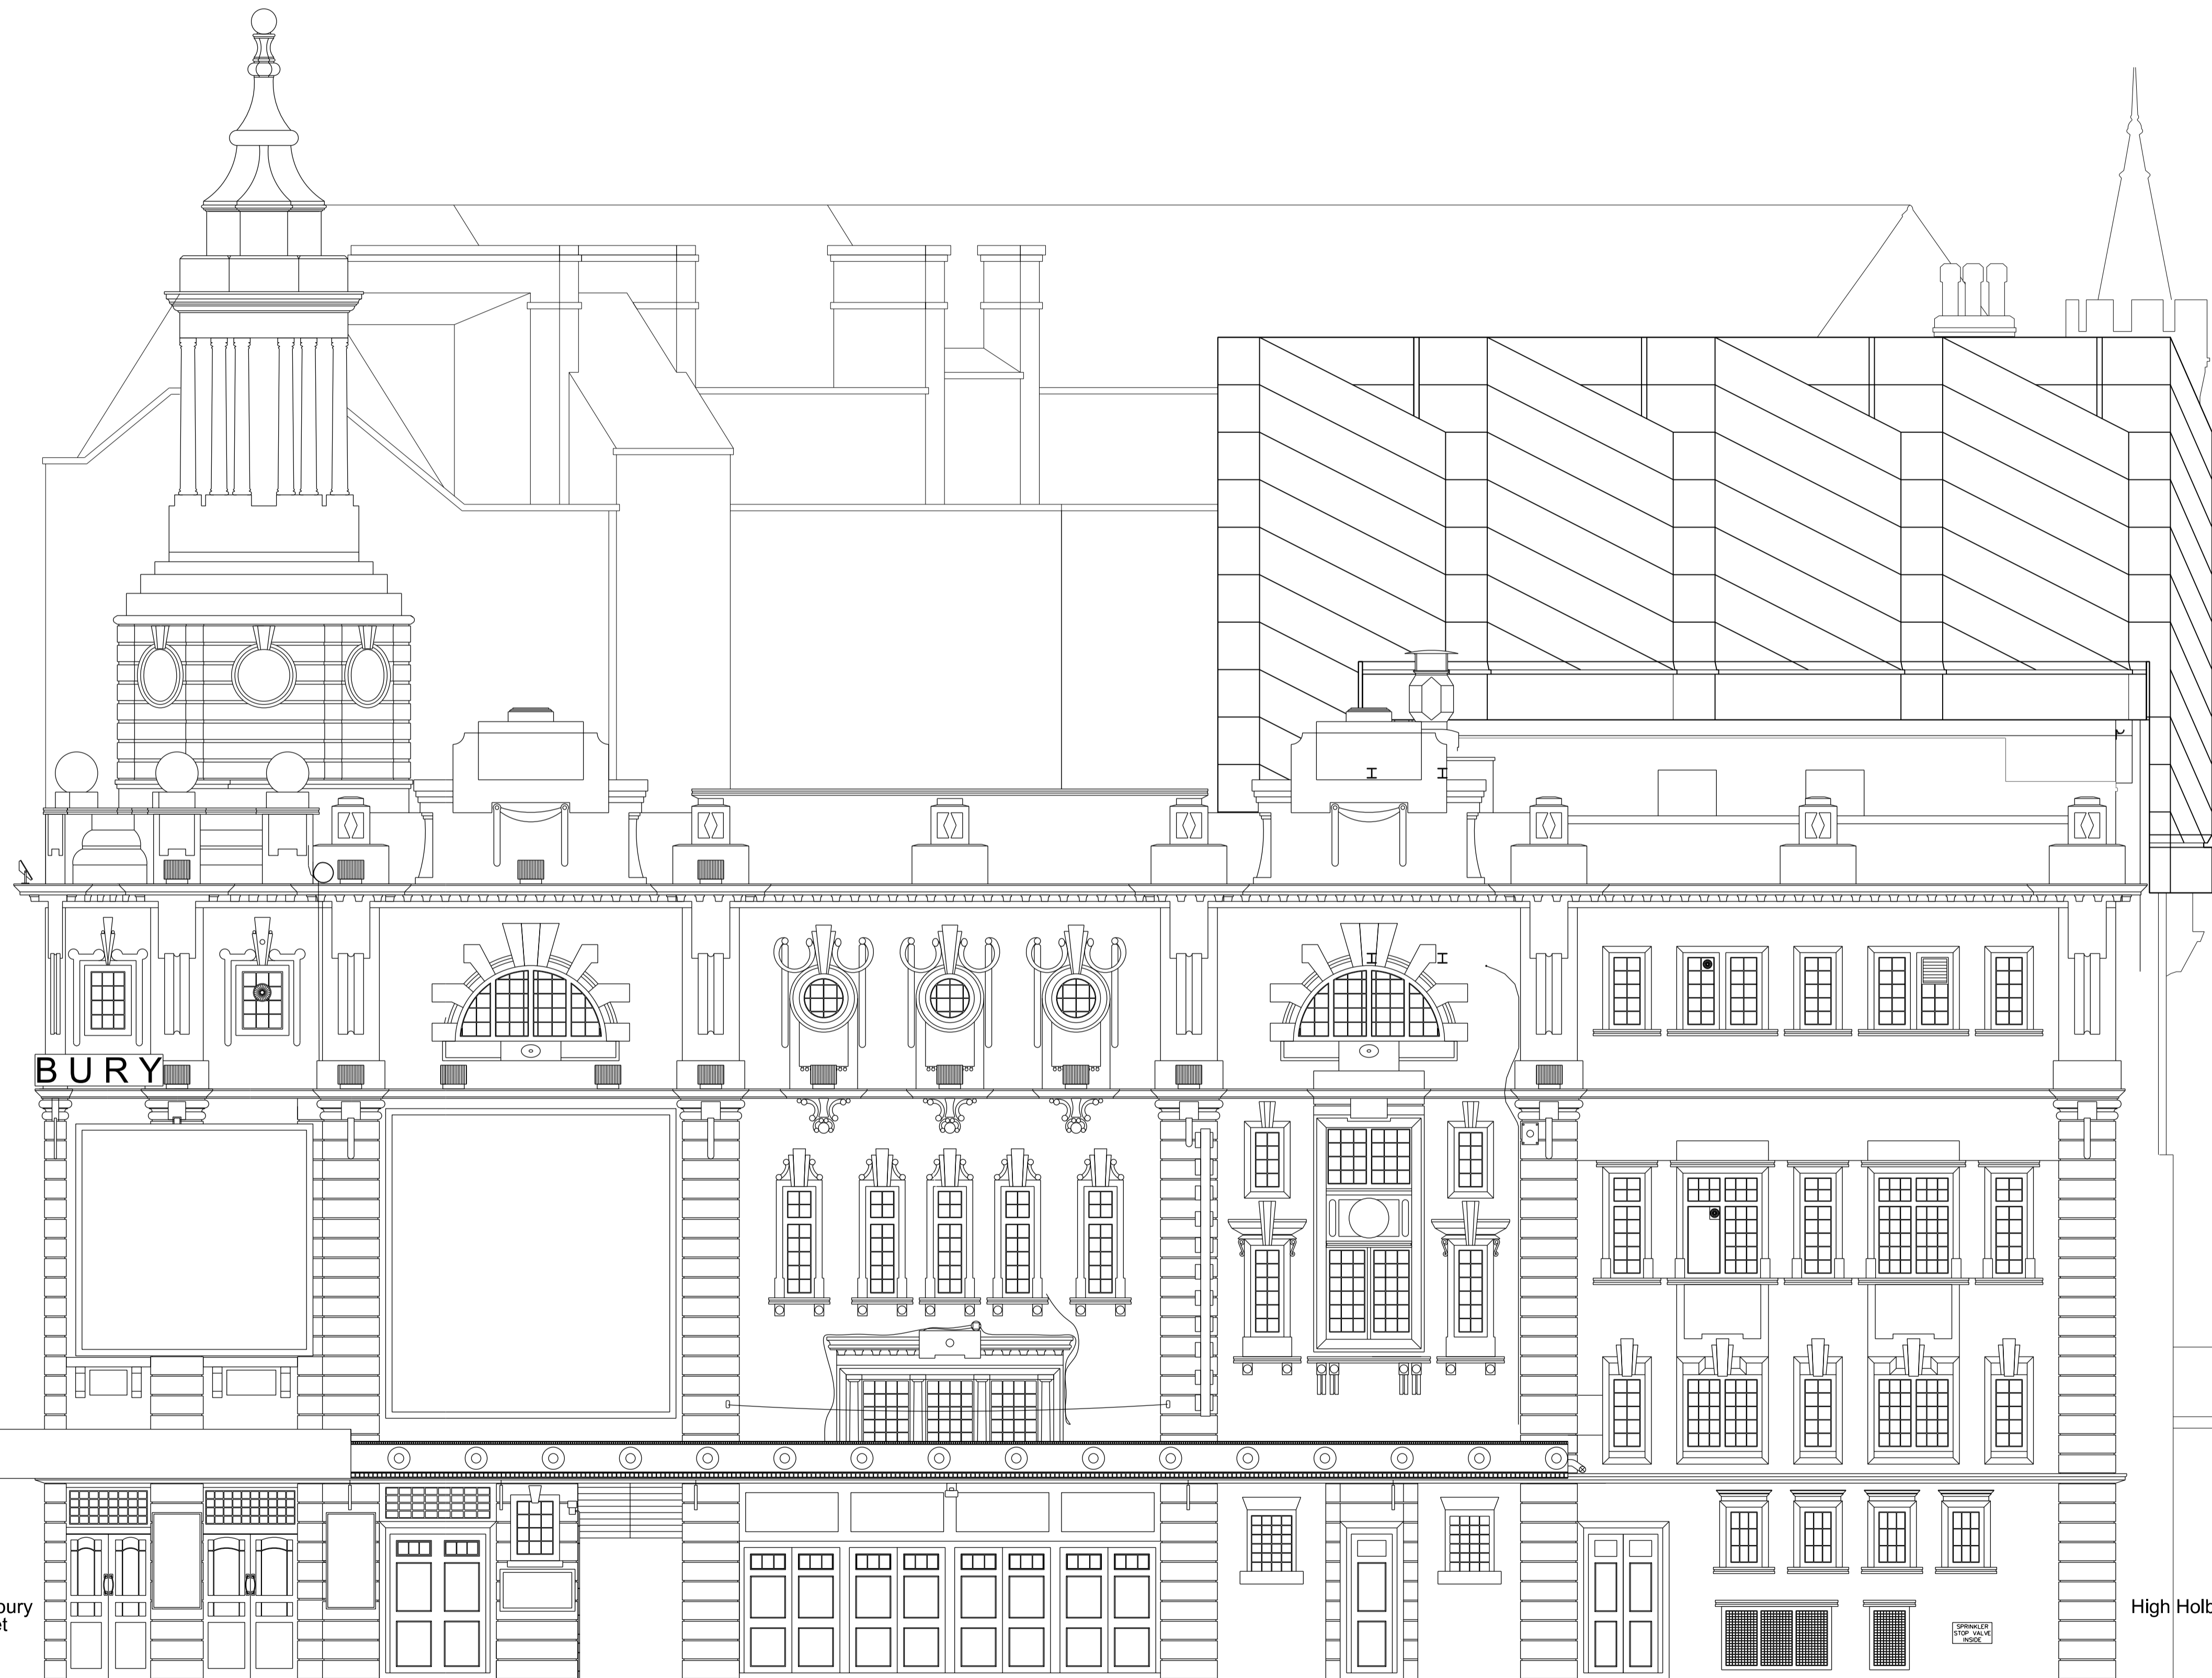 BURY
bury
et
High Holb
SPRINKLER
STOP VALVE
INSIDE